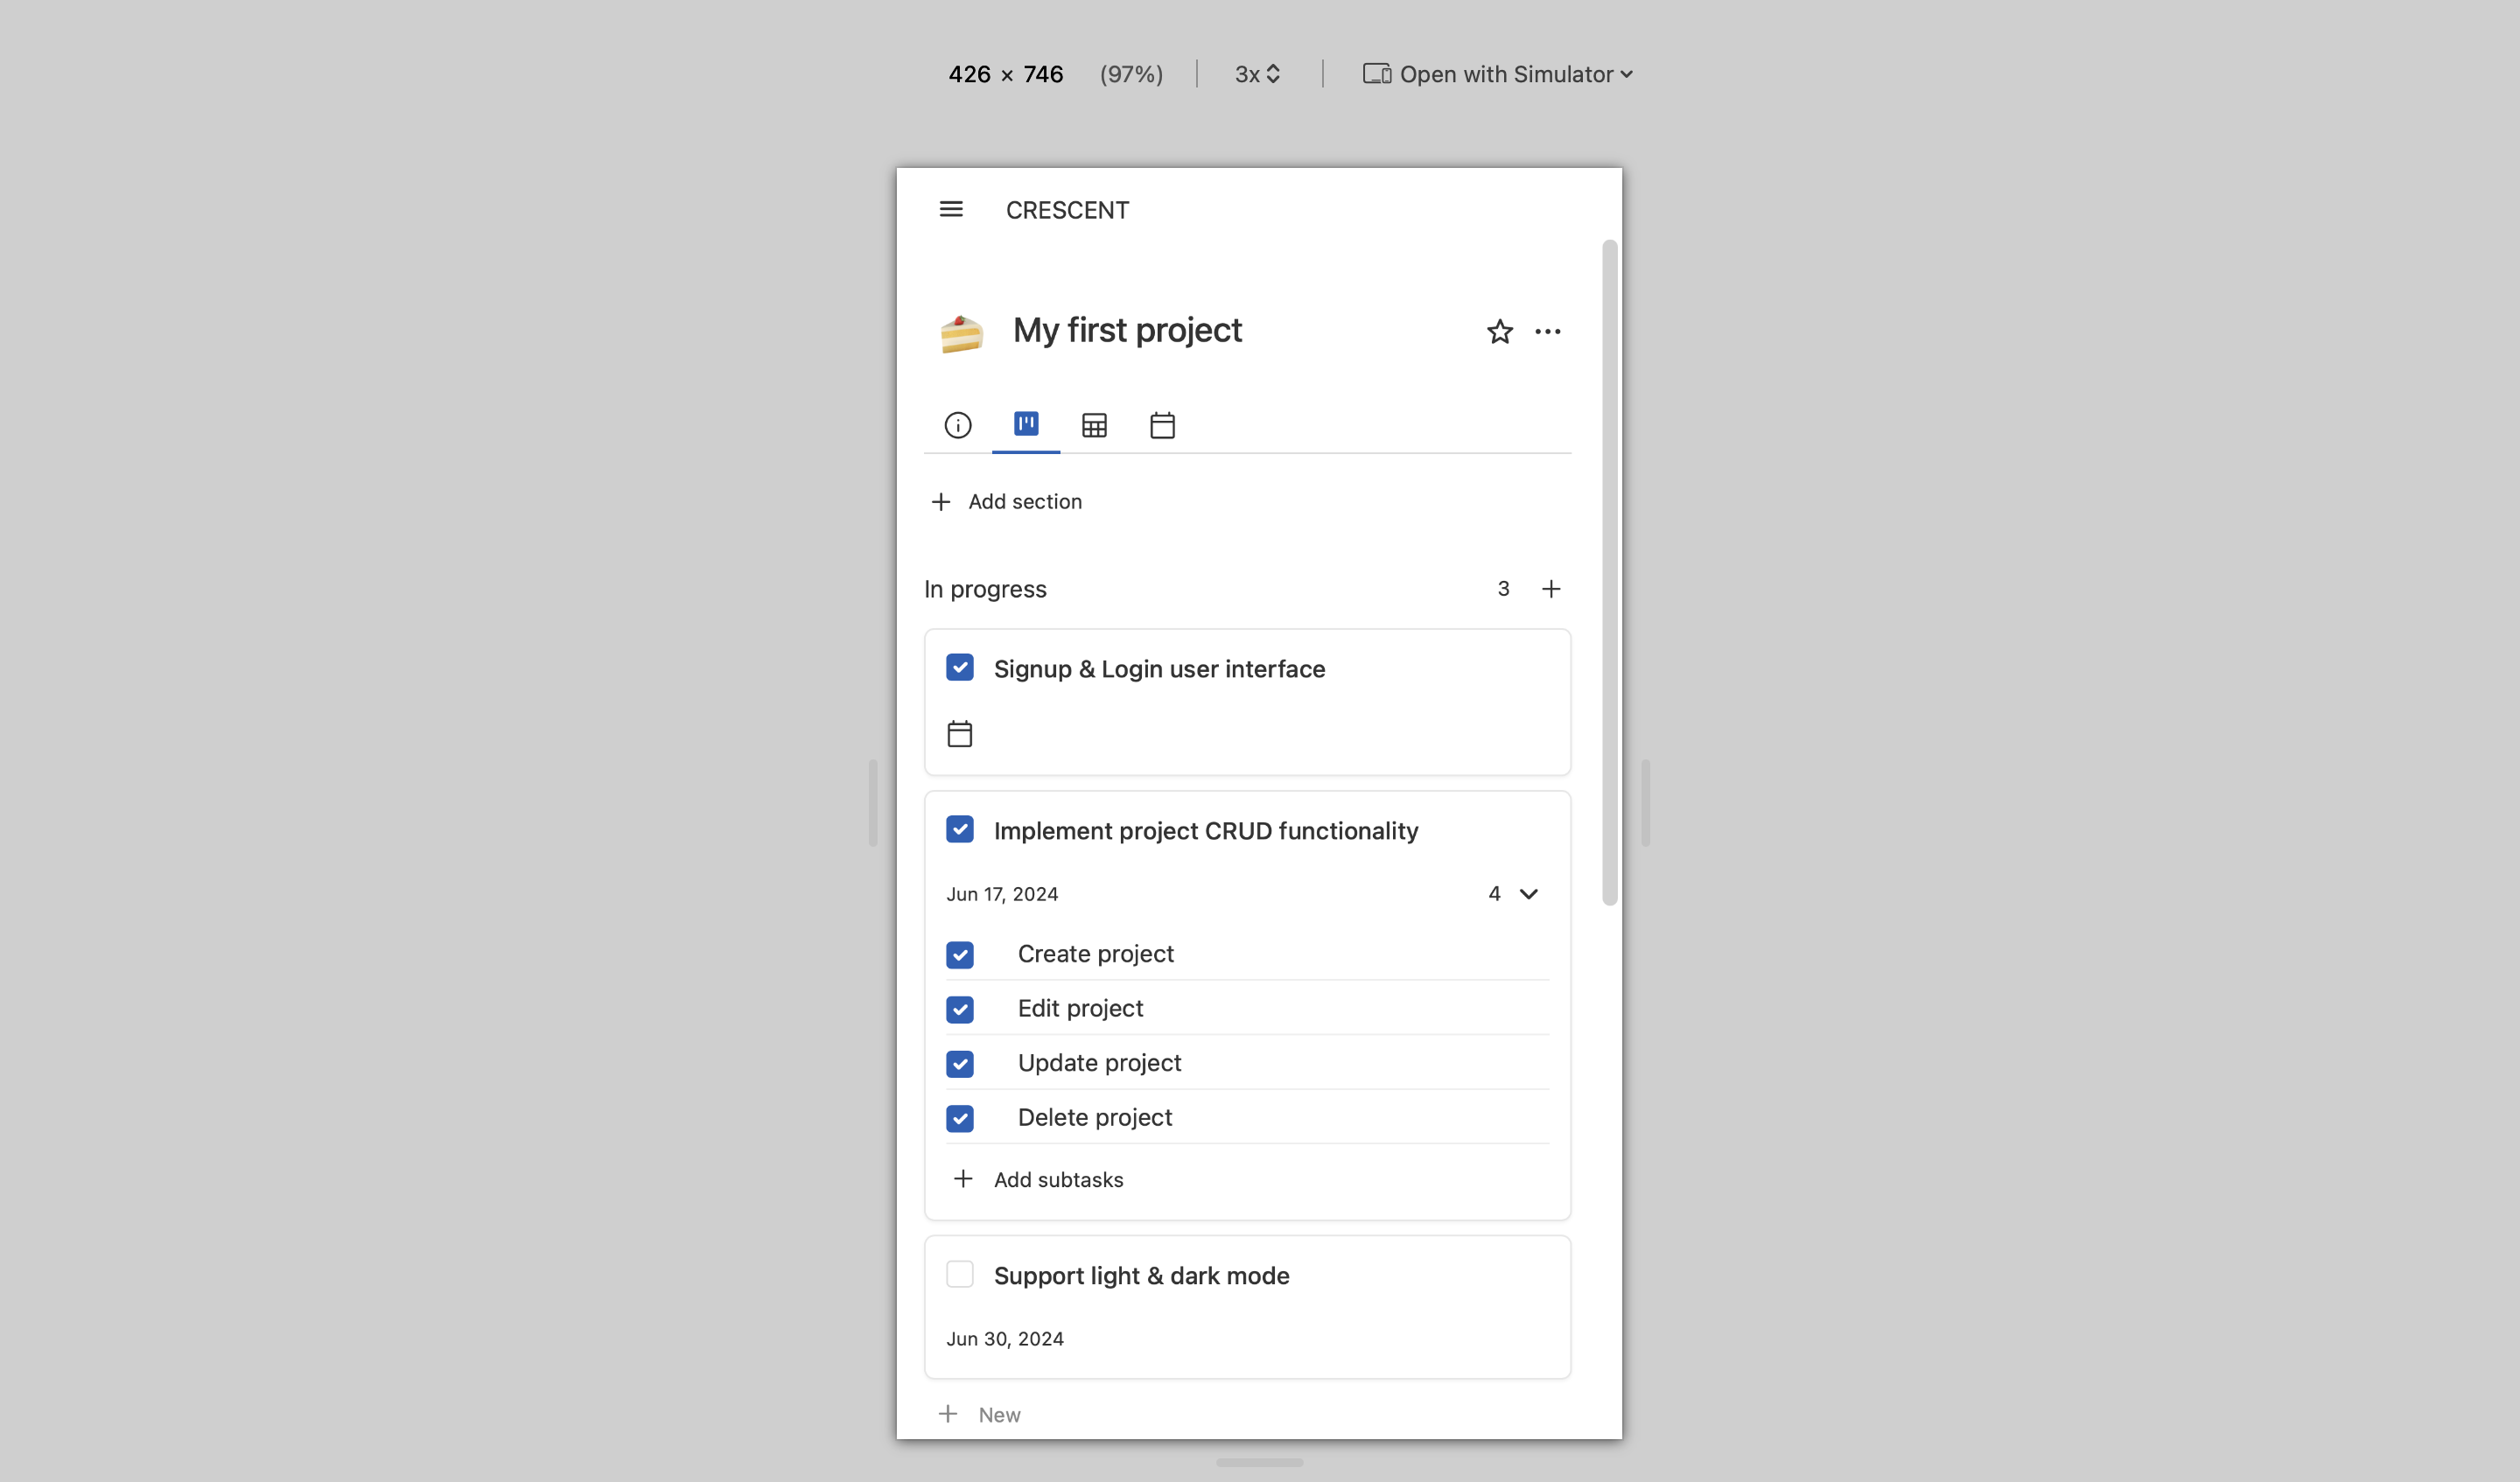 426 × 746 (97%) 3x Open with Simulator
CRESCENT
My first project
Add section
In progress 3
Signup & Login user interface
Implement project CRUD functionality
Jun 17, 2024 4
Create project
Edit project
Update project
Delete project
Add subtasks
Support light & dark mode
Jun 30, 2024
New